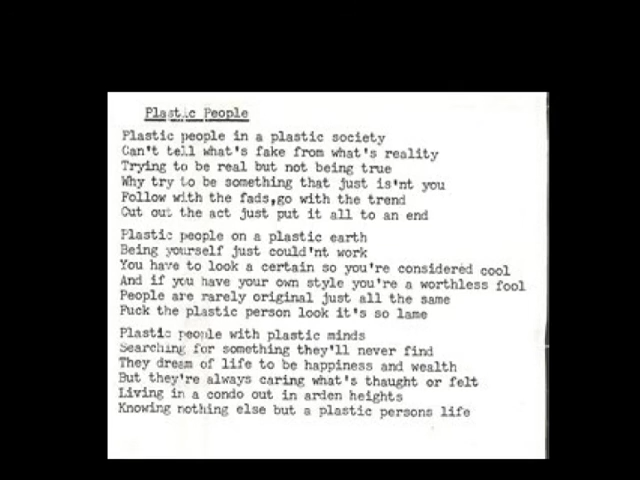 Plastic People
Plastic people in a plastic society
Can't tell what's fake from what's reality
Trying to be real but not being true
Why try to be something that just is'nt you
Follow with the fads,go with the trend
Cut out the act just put it all to an end
Plastic people on a plastic earth
Being yourself just could'nt work
You have to look a certain so you're considered cool
And if you have your own style you're a worthless fool
People are rarely original just all the same
Fuck the plastic person look it's so lame
Plastic people with plastic minds
Searching for something they'll never find
They dream of life to be happiness and wealth
But they're always caring what's thought or felt
Living in a condo out in arden heights
Knowing nothing else but a plastic persons life